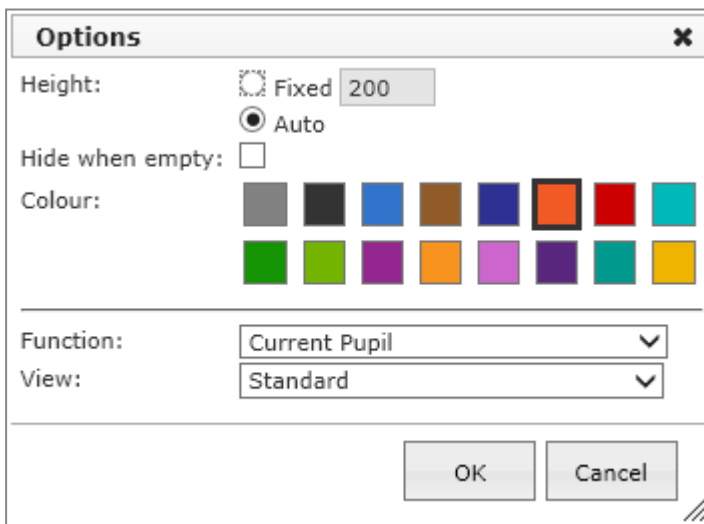 Options
Height:
Fixed 200
Auto
Hide when empty:
Colour:
Function:
Current Pupil
View:
Standard
OK
Cancel